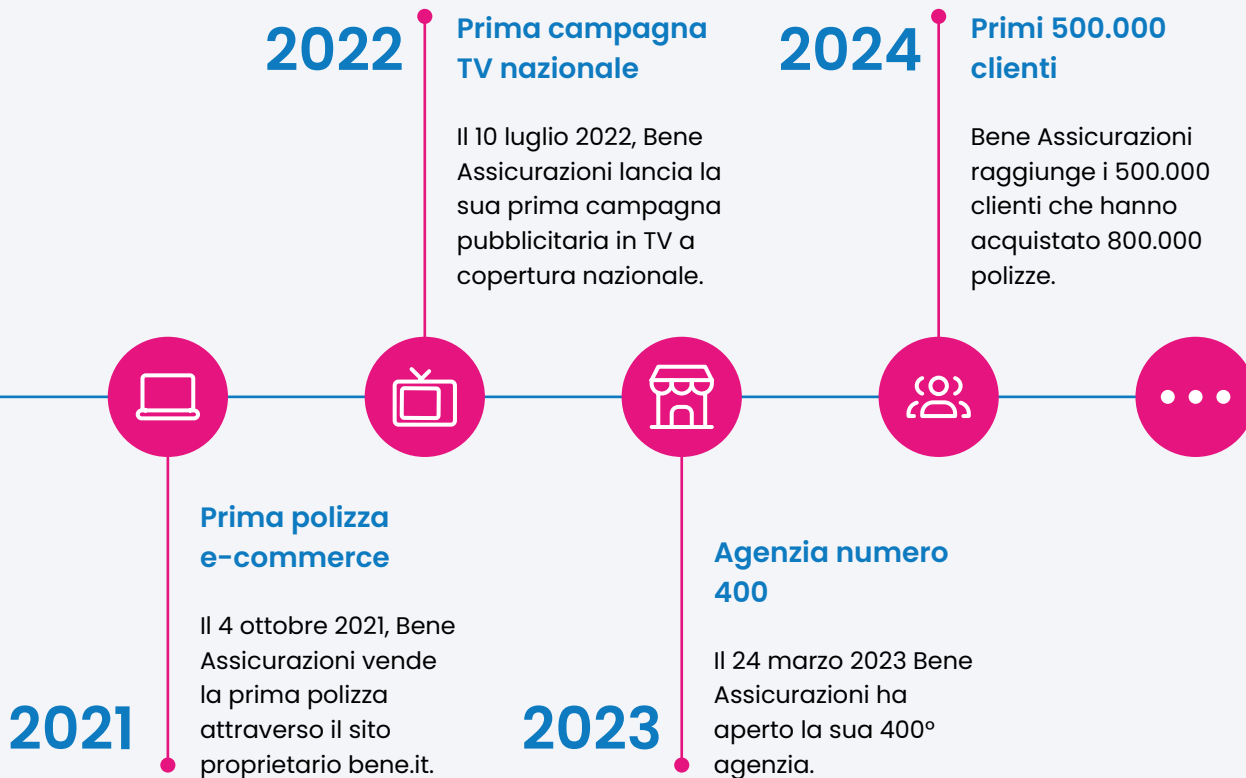 2022
Prima campagna
TV nazionale
Il 10 luglio 2022, Bene
Assicurazioni lancia la
sua prima campagna
pubblicitaria in TV a
copertura nazionale.
2024
Primi 500.000
clienti
Bene Assicurazioni
raggiunge i 500.000
clienti che hanno
acquistato 800.000
polizze.
2021
Prima polizza
e-commerce
Il 4 ottobre 2021, Bene
Assicurazioni vende
la prima polizza
attraverso il sito
proprietario bene.it.
2023
Agenzia numero
400
Il 24 marzo 2023 Bene
Assicurazioni ha
aperto la sua 400°
agenzia.